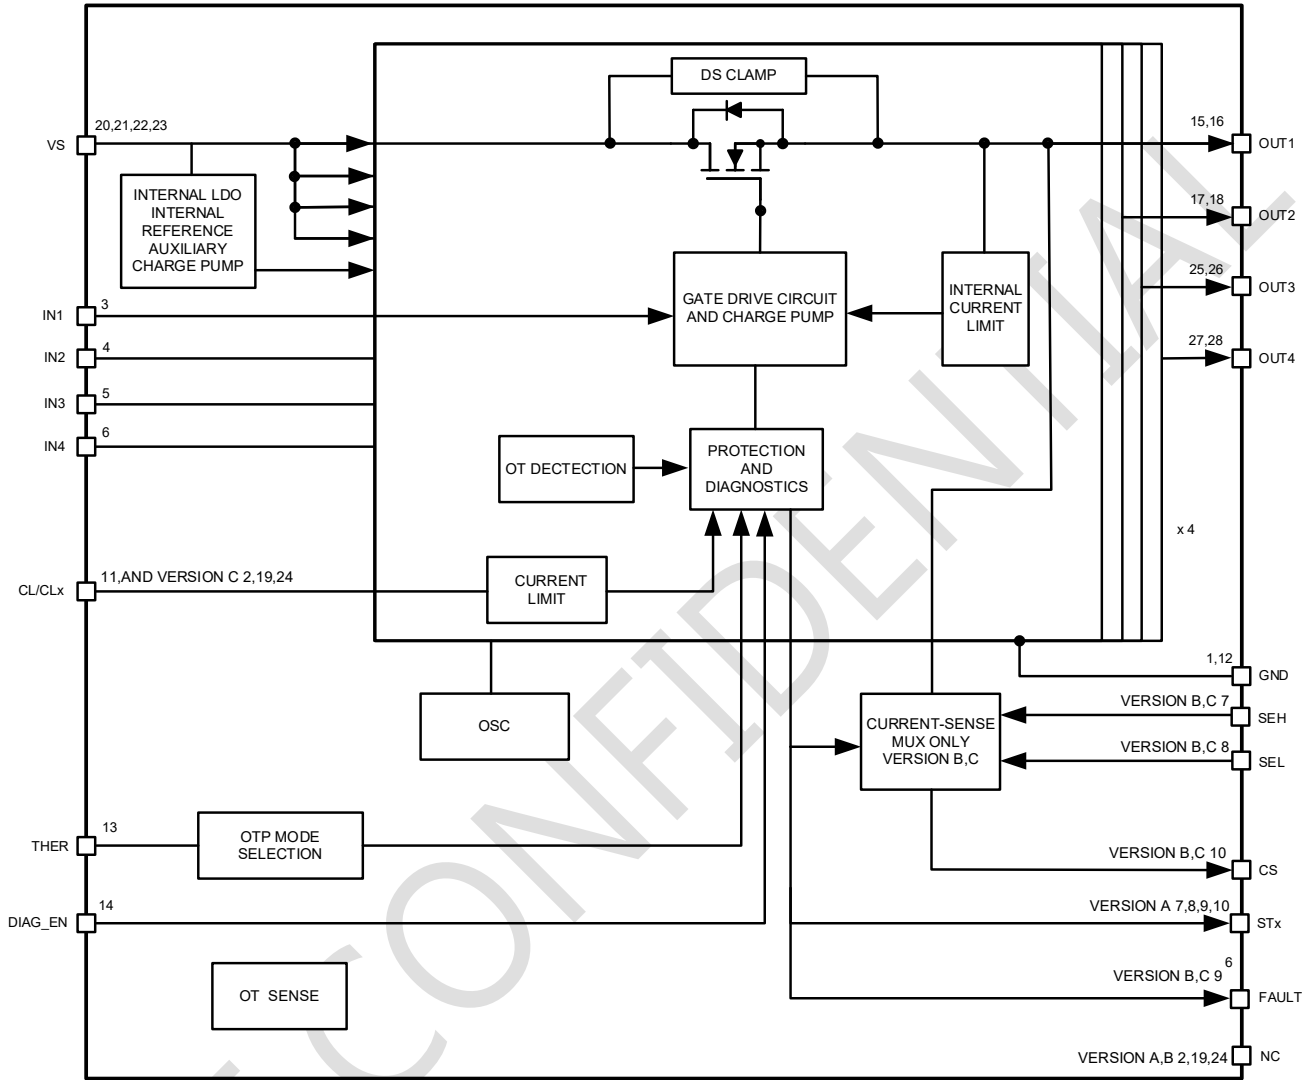 DS CLAMP
20,21,22,23
VS
15,16
OUT1
INTERNAL LDO
INTERNAL
REFERENCE
AUXILIARY
CHARGE PUMP
17,18
OUT2
25,26
OUT3
GATE DRIVE CIRCUIT
AND CHARGE PUMP
INTERNAL
CURRENT
LIMIT
3
IN1
4
IN2
27,28
OUT4
5
IN3
6
IN4
OT DECTECTION
PROTECTION
AND
DIAGNOSTICS
x 4
11,AND VERSION C 2,19,24
CL/CLx
CURRENT
LIMIT
1,12
GND
OSC
CURRENT-SENSE
MUX ONLY
VERSION B,C
VERSION B,C 7
SEH
VERSION B,C 8
SEL
13
THER
OTP MODE
SELECTION
VERSION B,C 10
CS
14
DIAG_EN
VERSION A 7,8,9,10
STx
OT SENSE
6
VERSION B,C 9
FAULT
VERSION A,B 2,19,24
NC
CONFIDENTIAL